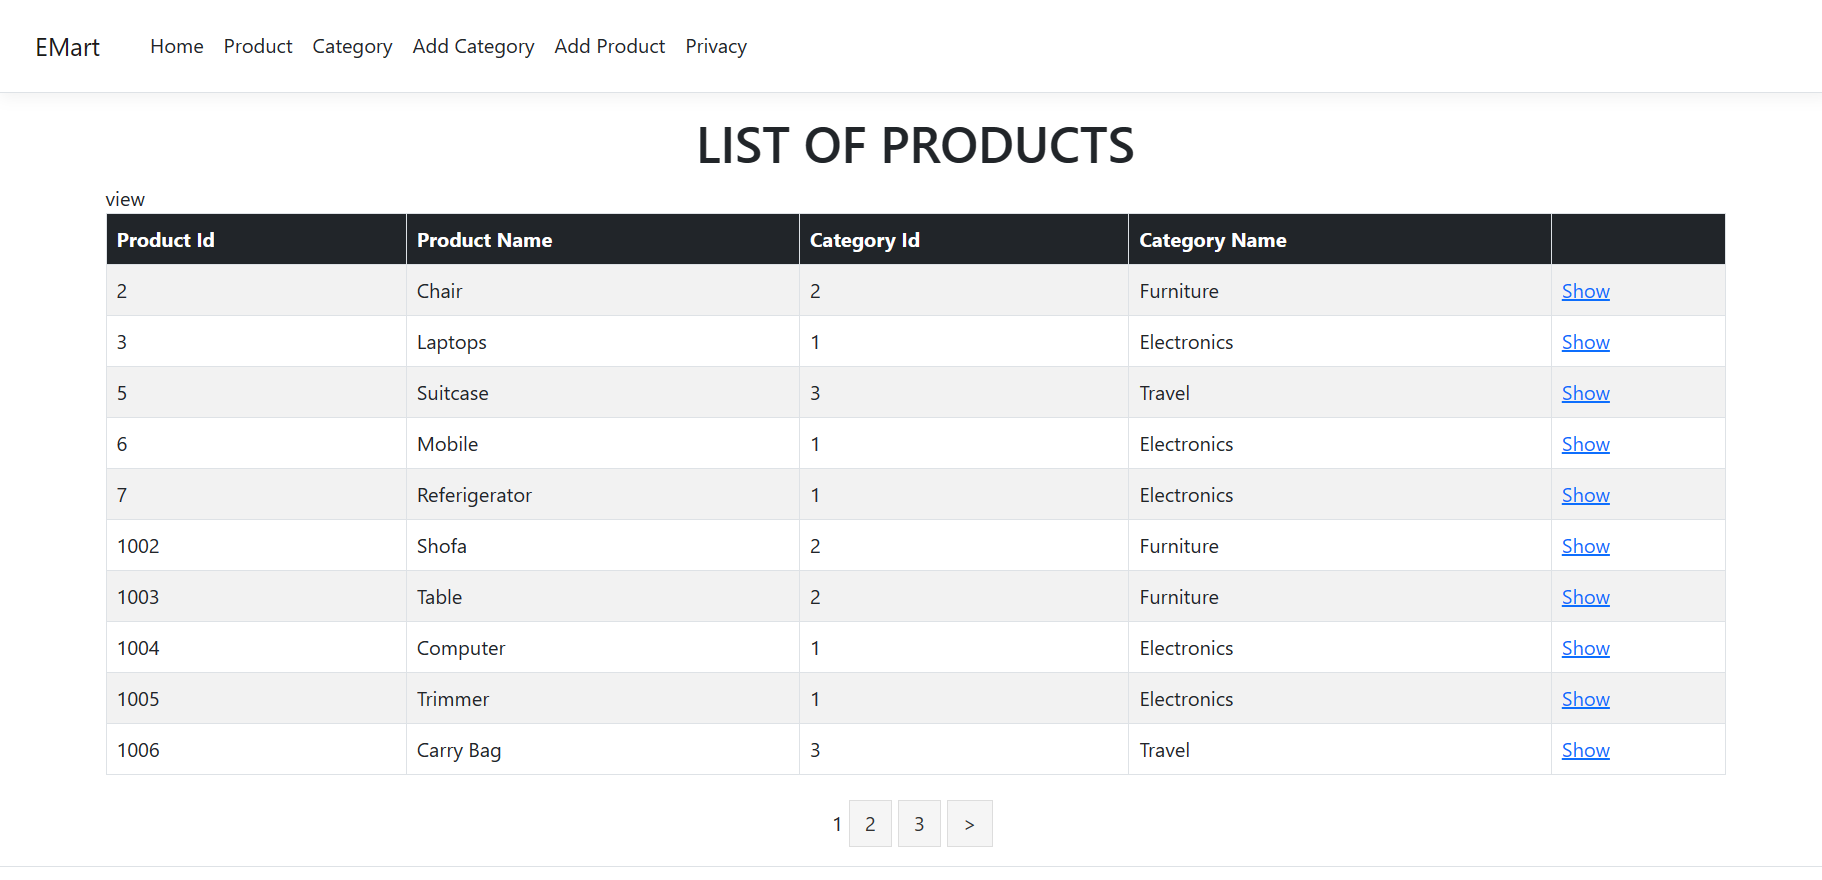 EMart Home Product Category Add Category Add Product Privacy
LIST OF PRODUCTS
view
Product Id Product Name Category Id Category Name
2 Chair 2 Furniture Show
3 Laptops 1 Electronics Show
5 Suitcase 3 Travel Show
6 Mobile 1 Electronics Show
7 Referigerator 1 Electronics Show
1002 Shofa 2 Furniture Show
1003 Table 2 Furniture Show
1004 Computer 1 Electronics Show
1005 Trimmer 1 Electronics Show
1006 Carry Bag 3 Travel Show
1 2 3 >